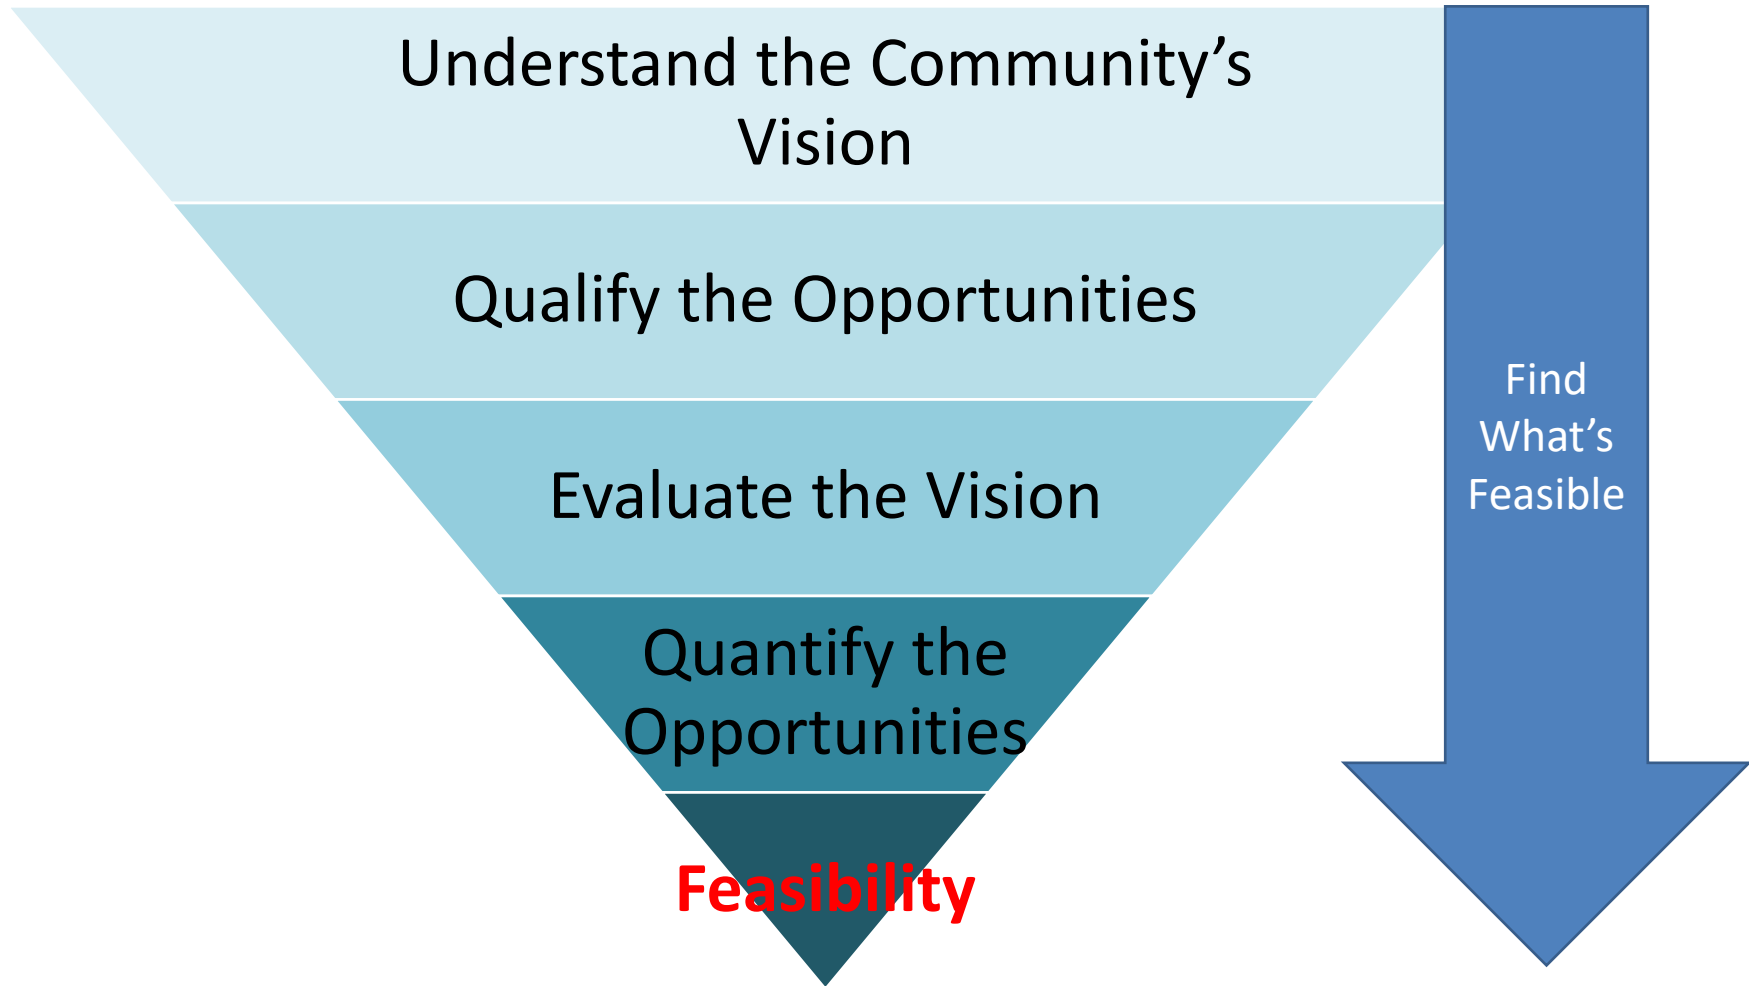 Understand the Community’s
Vision
Qualify the Opportunities
Evaluate the Vision
Quantify the
Opportunities
Feasibility
Find
What’s
Feasible